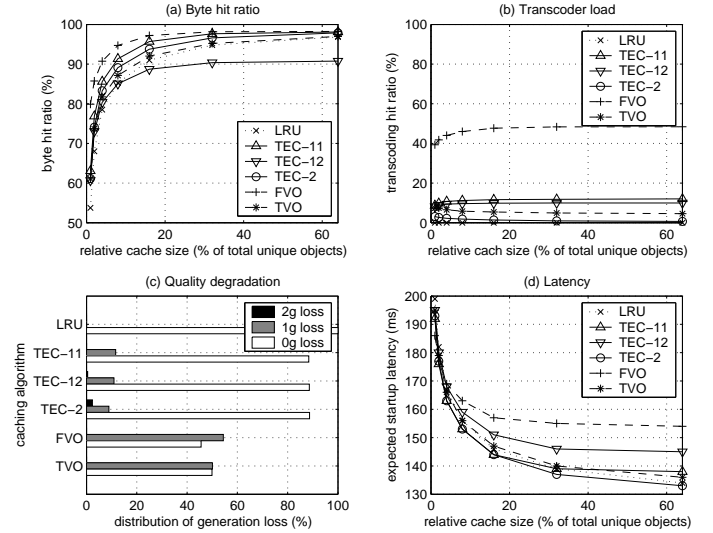 (a) Byte hit ratio
100
90
80
70
60
50
byte hit ratio (%)
LRU
TEC−11
TEC−12
TEC−2
FVO
TVO
0
20
40
60
relative cache size (% of total unique objects)
(b) Transcoder load
100
80
60
40
20
0
transcoding hit ratio (%)
LRU
TEC−11
TEC−12
TEC−2
FVO
TVO
0
20
40
60
relative cache size (% of total unique objects)
(c) Quality degradation
caching algorithm
LRU
TEC−11
TEC−12
TEC−2
FVO
TVO
2g loss
1g loss
0g loss
0
20
40
60
80
100
distribution of generation loss (%)
(d) Latency
200
190
180
170
160
150
140
130
expected startup latency (ms)
LRU
TEC−11
TEC−12
TEC−2
FVO
TVO
0
20
40
60
relative cache size (% of total unique objects)